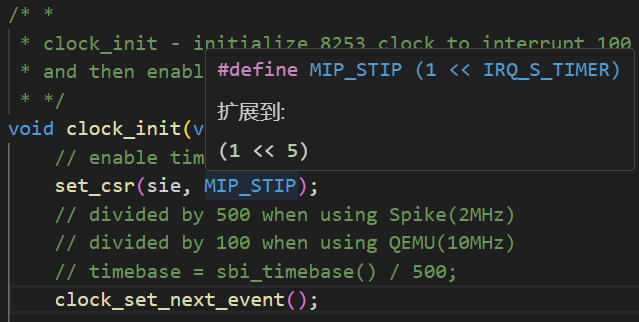 /* *
 * clock_init - initialize 8253 clock to interrupt 100
 * and then enabl
 * */
void clock_init(v
#define MIP_STIP (1 << IRQ_S_TIMER)
扩展到:
(1 << 5)
// enable tim
set_csr(sie, MIP_STIP);
// divided by 500 when using Spike(2MHz)
// divided by 100 when using QEMU(10MHz)
// timebase = sbi_timebase() / 500;
clock_set_next_event();